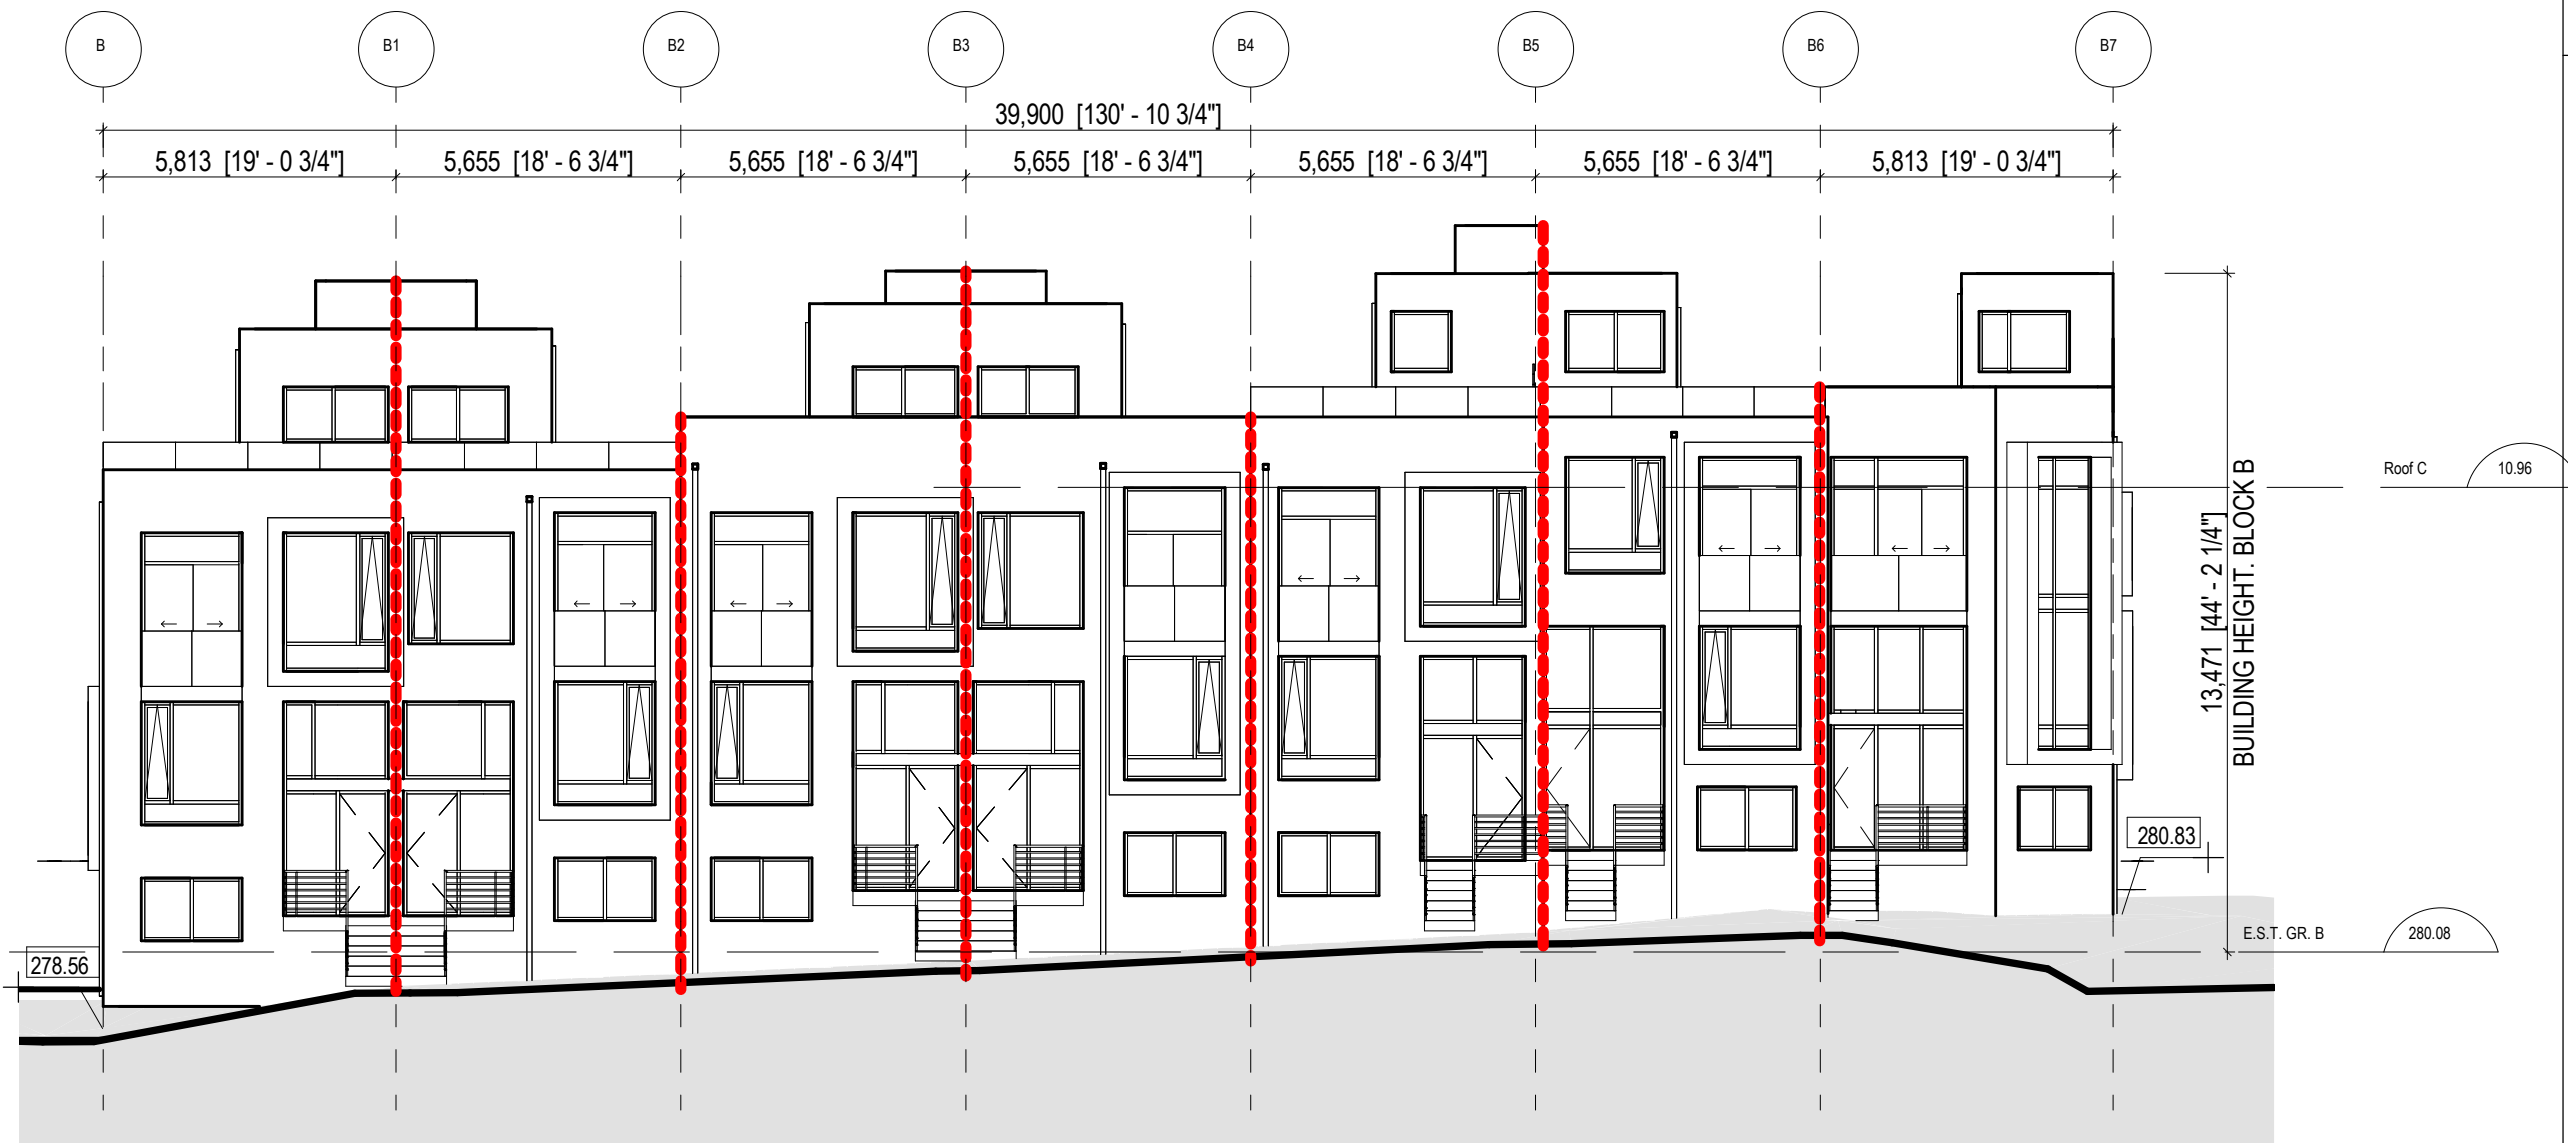 B B1 B2 B3 B4 B5 B6 B7
39,900 [130' - 10 3/4"]
5,813 [19' - 0 3/4"] 5,655 [18' - 6 3/4"] 5,655 [18' - 6 3/4"] 5,655 [18' - 6 3/4"] 5,655 [18' - 6 3/4"] 5,655 [18' - 6 3/4"] 5,813 [19' - 0 3/4"]
Roof C 10.96
13,471 [44' - 2 1/4"]
BUILDING HEIGHT. BLOCK B
280.83
E.S.T. GR. B 280.08
278.56